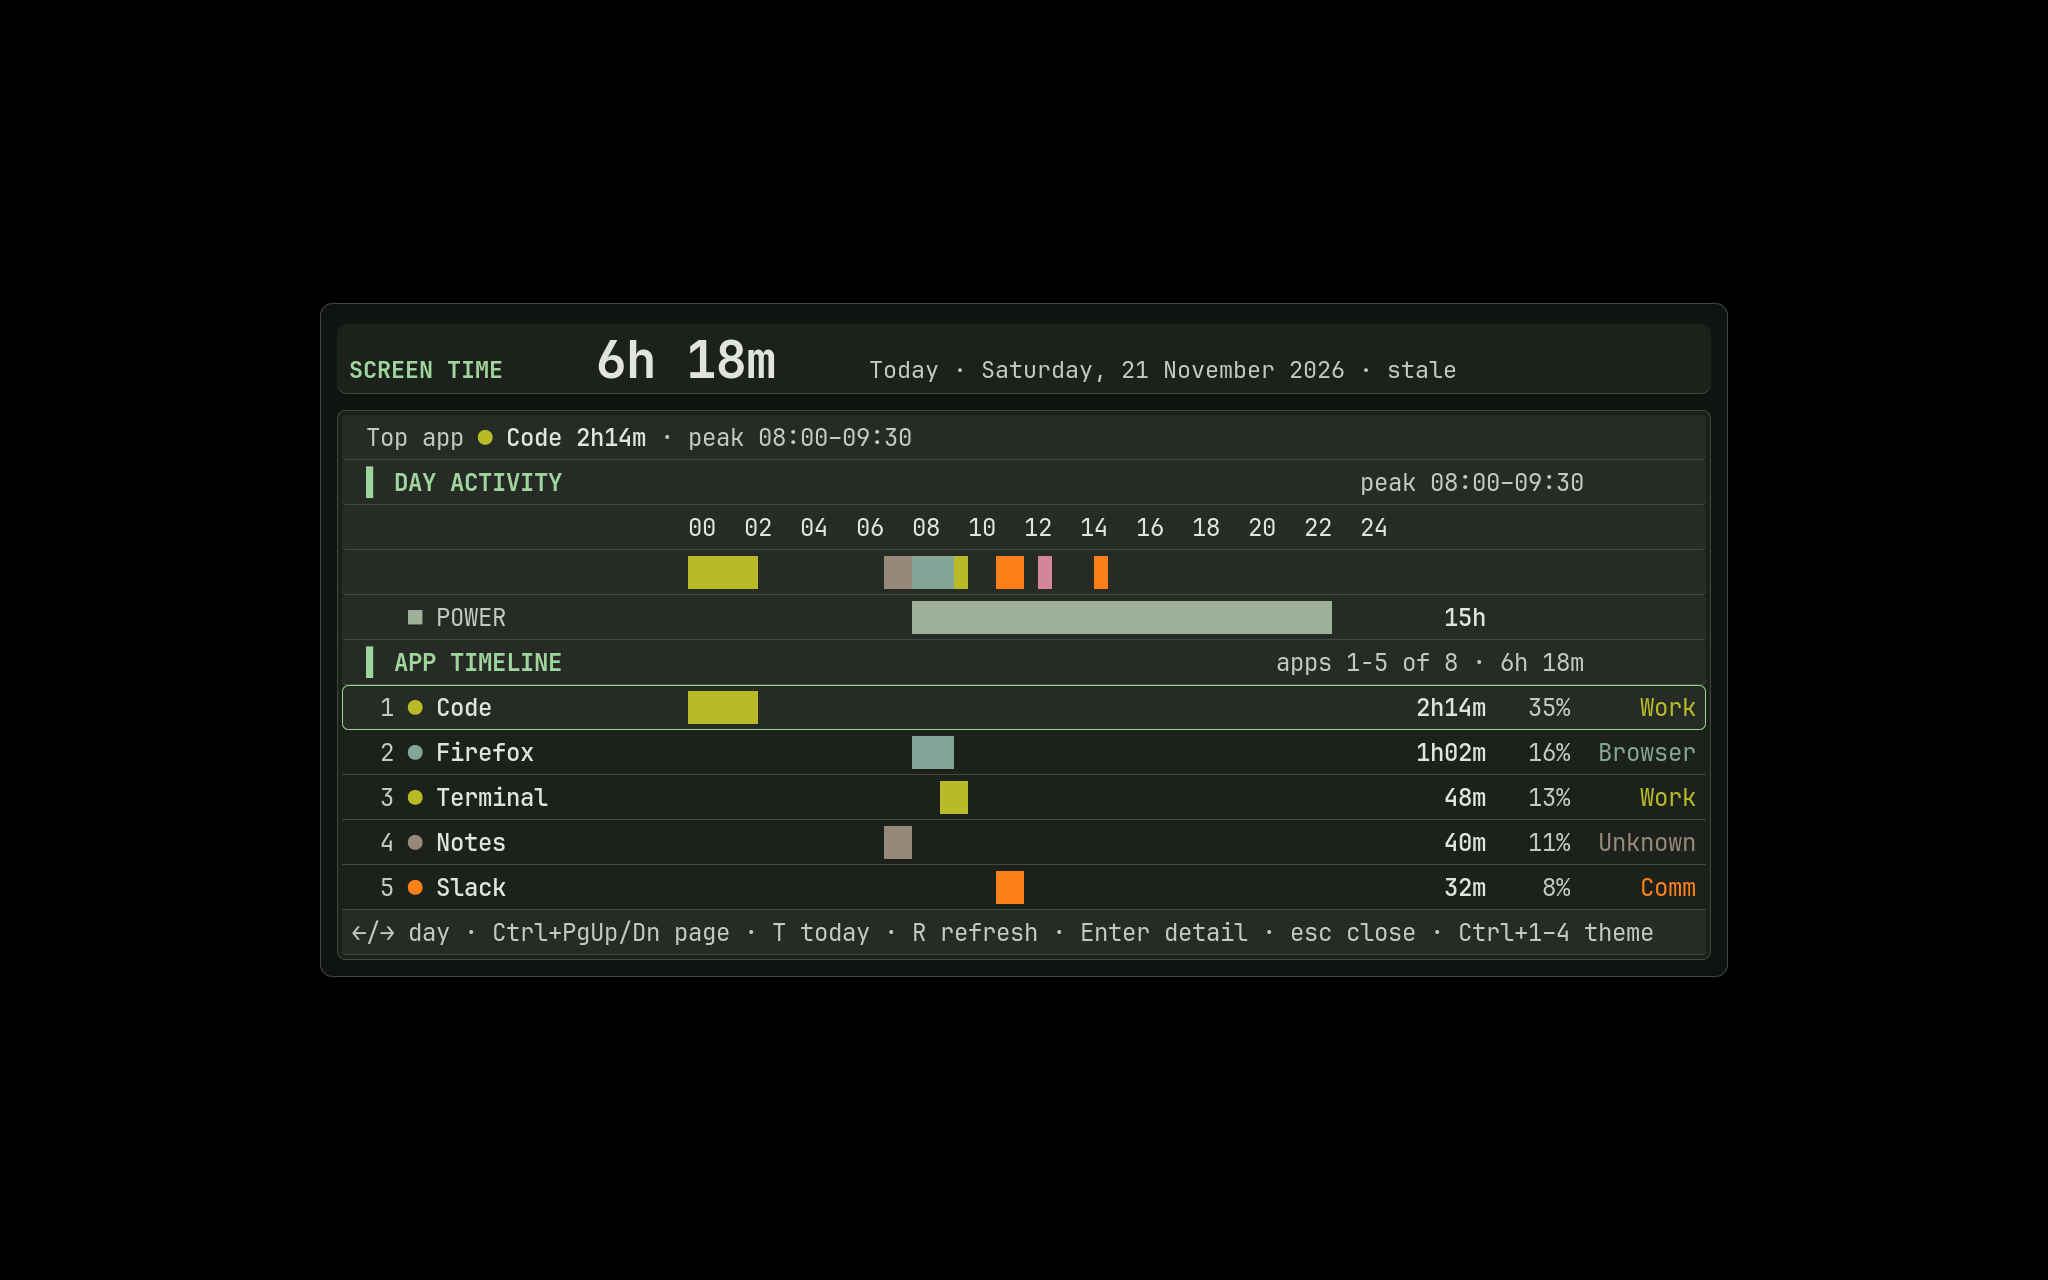 SCREEN TIME 6h 18m Today · Saturday, 21 November 2026 · stale
Top app ● Code 2h14m · peak 08:00–09:30
DAY ACTIVITY peak 08:00–09:30
00 02 04 06 08 10 12 14 16 18 20 22 24
POWER 15h
APP TIMELINE apps 1-5 of 8 · 6h 18m
1 ● Code 2h14m 35% Work
2 ● Firefox 1h02m 16% Browser
3 ● Terminal 48m 13% Work
4 ● Notes 40m 11% Unknown
5 ● Slack 32m 8% Comm
←/→ day · Ctrl+PgUp/Dn page · T today · R refresh · Enter detail · esc close · Ctrl+1–4 theme